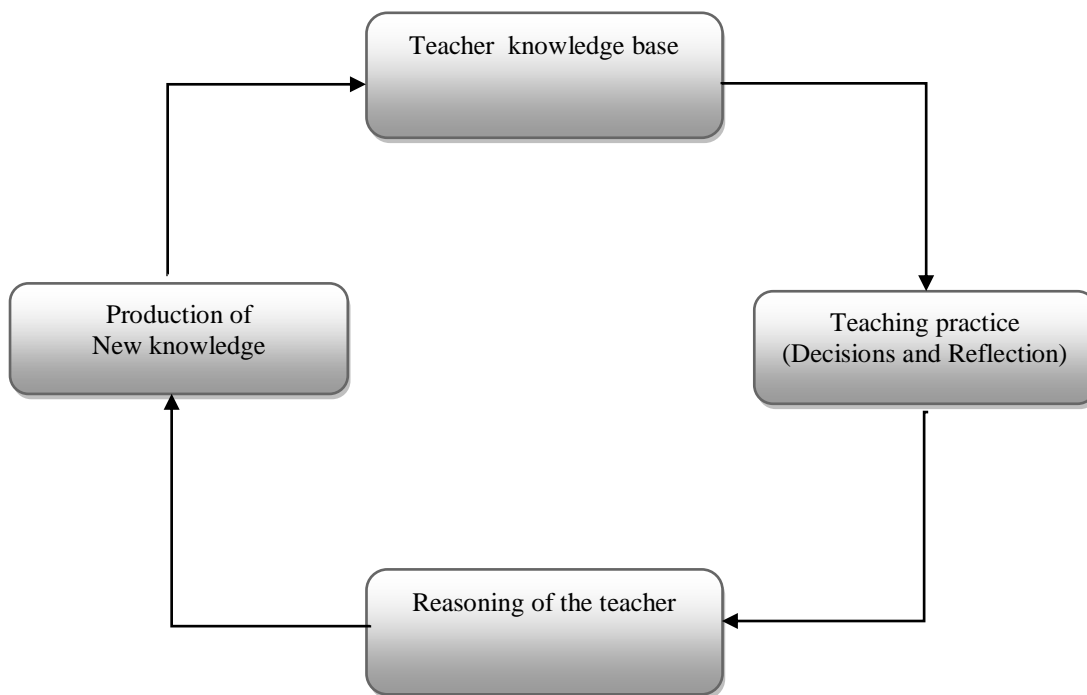 Teacher knowledge base
Production of
New knowledge
Teaching practice
(Decisions and Reflection)
Reasoning of the teacher